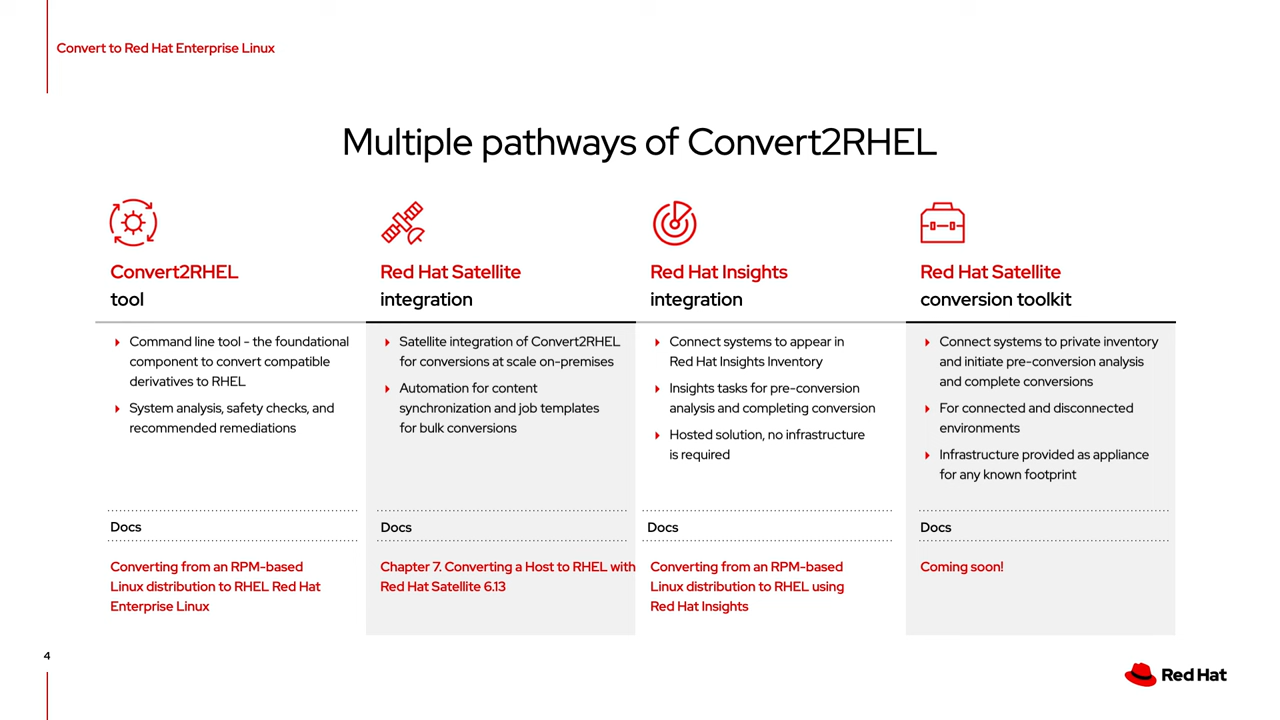 Convert to Red Hat Enterprise Linux
Multiple pathways of Convert2RHEL
Convert2RHEL
tool
Command line tool - the foundational
component to convert compatible
derivatives to RHEL
System analysis, safety checks, and
recommended remediations
Docs
Converting from an RPM-based
Linux distribution to RHEL Red Hat
Enterprise Linux
Red Hat Satellite
integration
Satellite integration of Convert2RHEL
for conversions at scale on-premises
Automation for content
synchronization and job templates
for bulk conversions
Docs
Chapter 7. Converting a Host to RHEL with
Red Hat Satellite 6.13
Red Hat Insights
integration
Connect systems to appear in
Red Hat Insights Inventory
Insights tasks for pre-conversion
analysis and completing conversion
Hosted solution, no infrastructure
is required
Docs
Converting from an RPM-based
Linux distribution to RHEL using
Red Hat Insights
Red Hat Satellite
conversion toolkit
Connect systems to private inventory
and initiate pre-conversion analysis
and complete conversions
For connected and disconnected
environments
Infrastructure provided as appliance
for any known footprint
Docs
Coming soon!
4
Red Hat